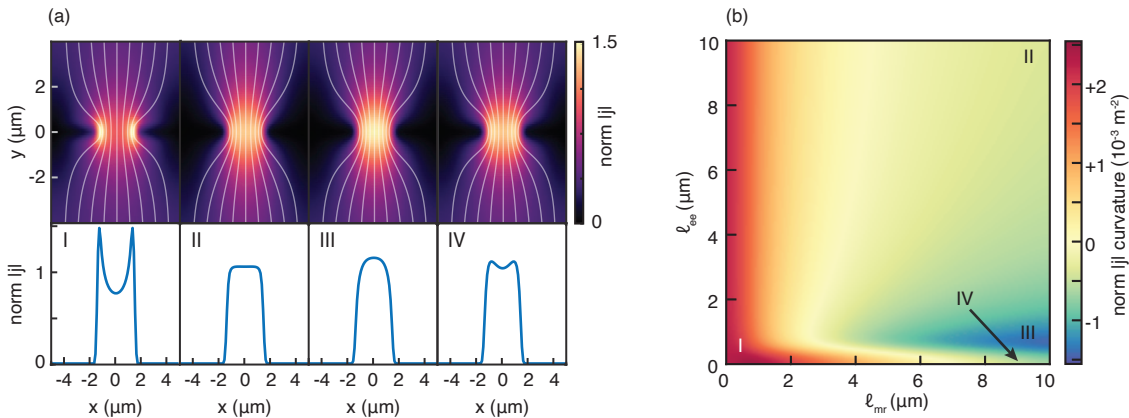 (a)
2
0
-2
y (μm)
1.5
0
norm |j|
I
II
III
IV
1
0
norm |j|
-4 -2 0 2 4
-4 -2 0 2 4
-4 -2 0 2 4
-4 -2 0 2 4
x (μm)
x (μm)
x (μm)
x (μm)
(b)
10
8
6
4
2
0
ℓee (μm)
II
IV
III
I
0 2 4 6 8 10
ℓmr (μm)
+2
+1
0
-1
norm |j| curvature (10⁻³ m⁻²)